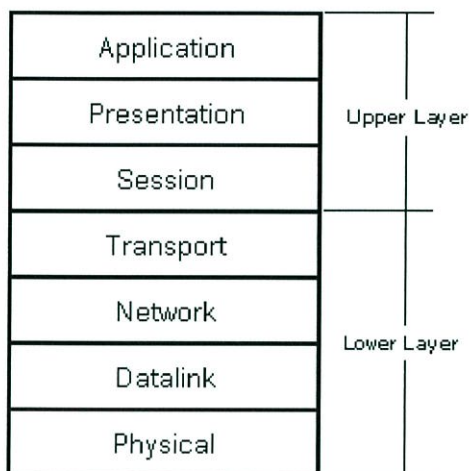 Application
Presentation
Upper Layer
Session
Transport
Network
Lower Layer
Datalink
Physical